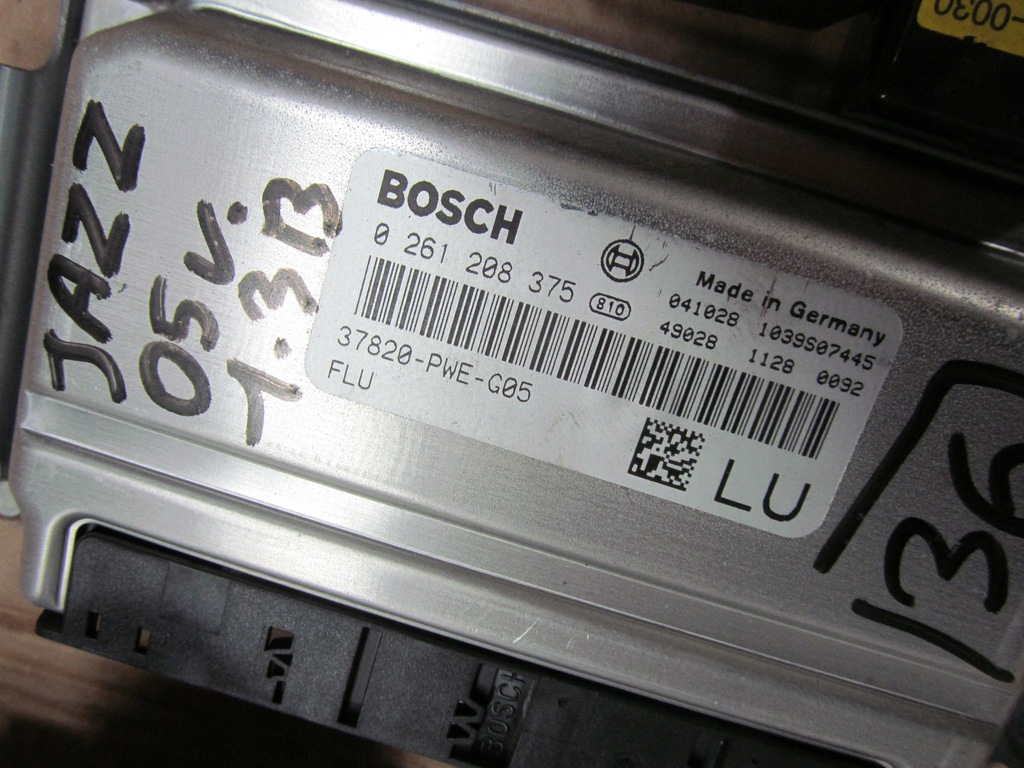 -0030
JAZZ
05V.
1.3B
BOSCH
0 261 208 375
810
Made in Germany
041028 1039S07445
49028 1128 0092
37820-PWE-G05
FLU
LU
136
BOSCH